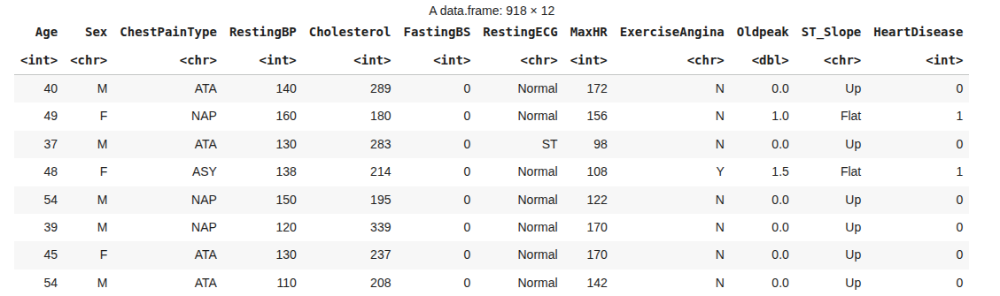 A data.frame: 918 × 12
Age Sex ChestPainType RestingBP Cholesterol FastingBS RestingECG MaxHR ExerciseAngina Oldpeak ST_Slope HeartDisease
<int> <chr> <chr> <int> <int> <int> <chr> <int> <chr> <dbl> <chr> <int>
40 M ATA 140 289 0 Normal 172 N 0.0 Up 0
49 F NAP 160 180 0 Normal 156 N 1.0 Flat 1
37 M ATA 130 283 0 ST 98 N 0.0 Up 0
48 F ASY 138 214 0 Normal 108 Y 1.5 Flat 1
54 M NAP 150 195 0 Normal 122 N 0.0 Up 0
39 M NAP 120 339 0 Normal 170 N 0.0 Up 0
45 F ATA 130 237 0 Normal 170 N 0.0 Up 0
54 M ATA 110 208 0 Normal 142 N 0.0 Up 0